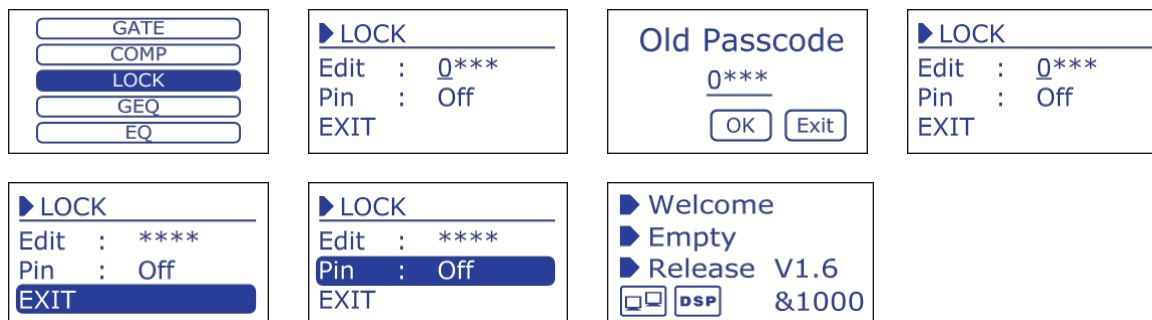 GATE
COMP
LOCK
GEQ
EQ
LOCK
Edit : 0***
Pin : Off
EXIT
Old Passcode
0***
OK Exit
LOCK
Edit : 0***
Pin : Off
EXIT
LOCK
Edit : ****
Pin : Off
EXIT
LOCK
Edit : ****
Pin : Off
EXIT
Welcome
Empty
Release V1.6
DSP &1000